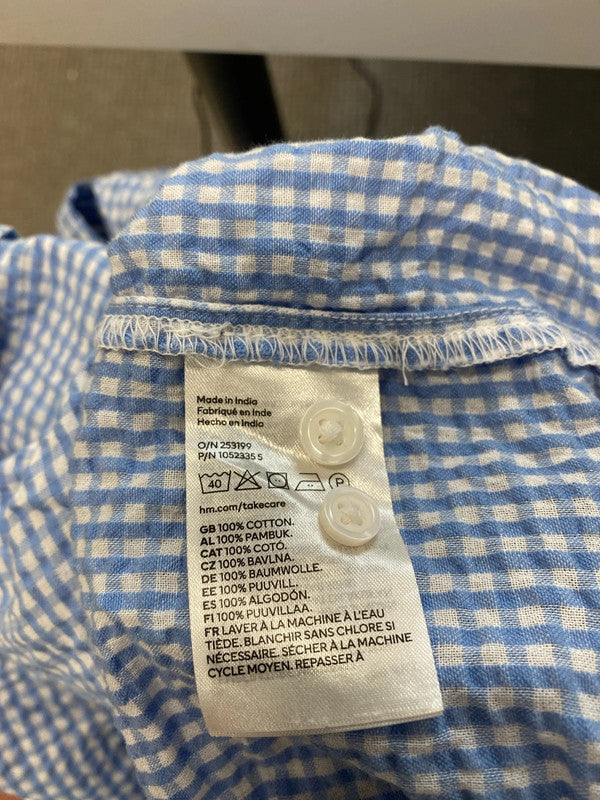 Made in India
Fabriqué en Inde
Hecho en India
O/N 253199
P/N 1052335 S
40 P
hm.com/takecare
GB 100% COTTON.
AL 100% PAMBUK.
CAT 100% COTÓ.
CZ 100% BAVLNA.
DE 100% BAUMWOLLE.
EE 100% PUUVILL.
ES 100% ALGODÓN.
FI 100% PUUVILLAA.
FR LAVER À LA MACHINE À L'EAU
TIÈDE. BLANCHIR SANS CHLORE SI
NÉCESSAIRE. SÉCHER À LA MACHINE
CYCLE MOYEN. REPASSER À